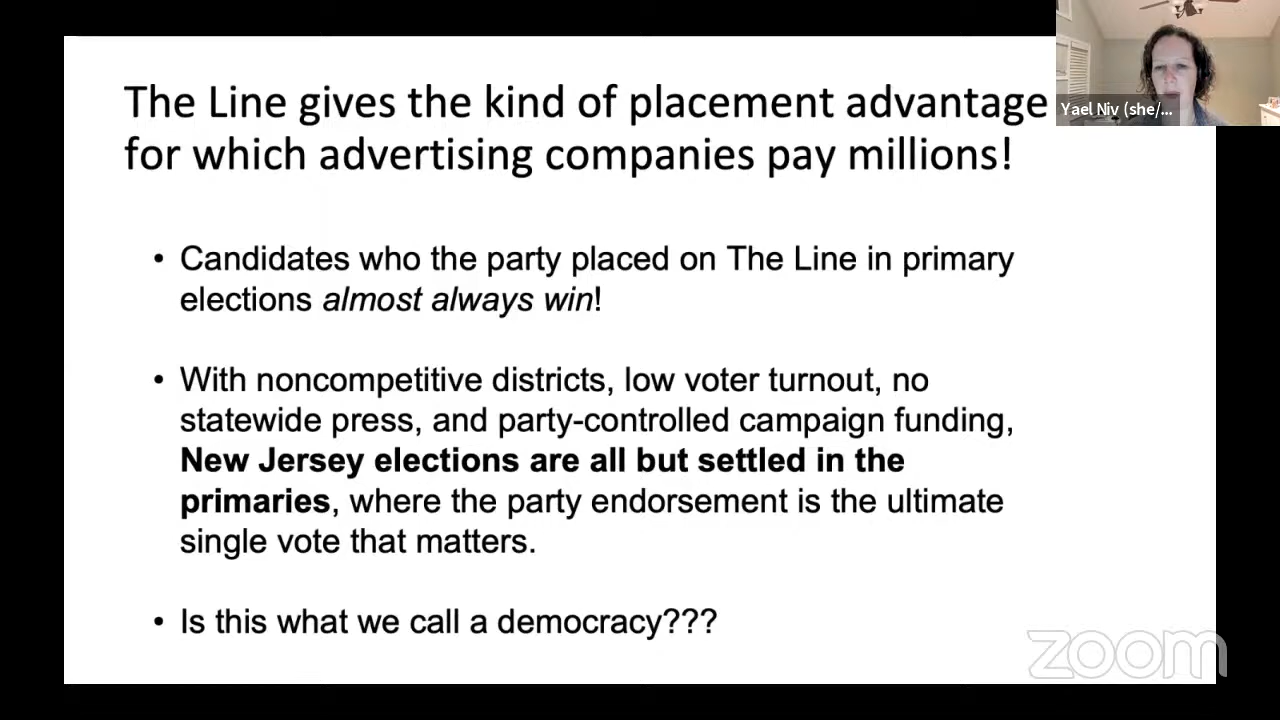 The Line gives the kind of placement advantage
for which advertising companies pay millions!
Yael Niv (she/...
• Candidates who the party placed on The Line in primary
elections almost always win!
• With noncompetitive districts, low voter turnout, no
statewide press, and party-controlled campaign funding,
New Jersey elections are all but settled in the
primaries, where the party endorsement is the ultimate
single vote that matters.
• Is this what we call a democracy???
zoom